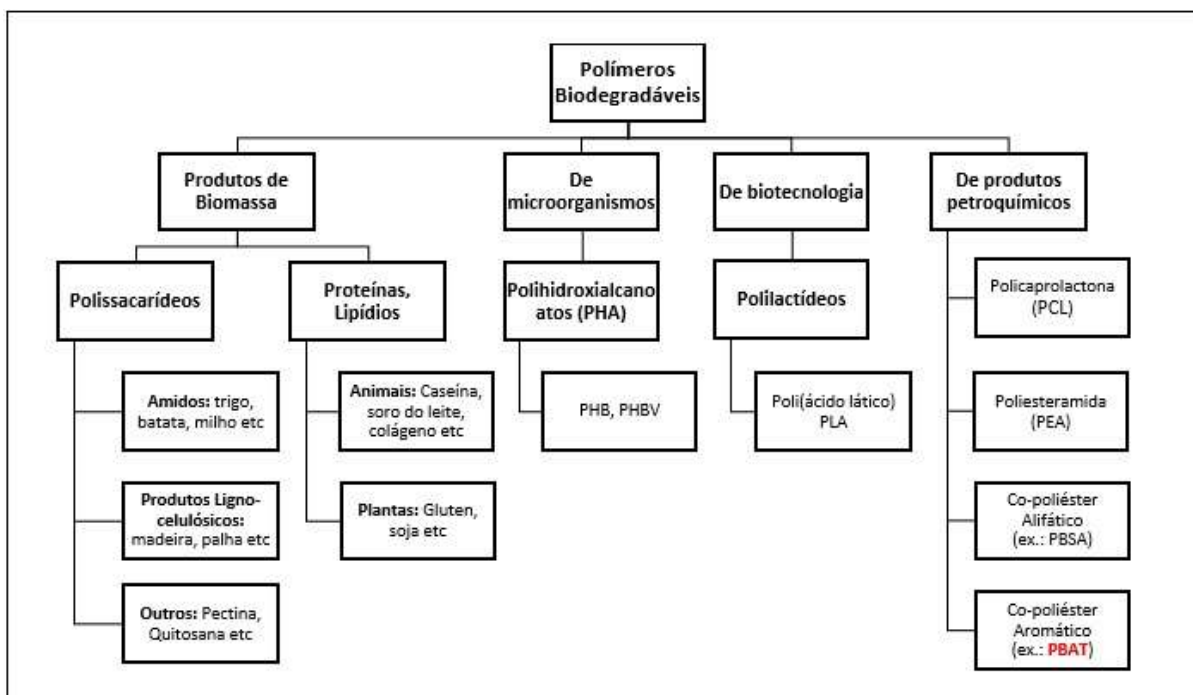 Polímeros
Biodegradáveis
Produtos de
Biomassa
De
microorganismos
De biotecnologia
De produtos
petroquímicos
Polissacarídeos
Proteínas,
Lipídios
Polihidroxialcano
atos (PHA)
Polilactídeos
Policaprolactona
(PCL)
Amidos: trigo,
batata, milho etc
Animais: Caseína,
soro do leite,
colágeno etc
PHB, PHBV
Poli(ácido lático)
PLA
Poliesteramida
(PEA)
Produtos Ligno-
celulósicos:
madeira, palha etc
Plantas: Gluten,
soja etc
Co-poliéster
Alifático
(ex.: PBSA)
Outros: Pectina,
Quitosana etc
Co-poliéster
Aromático
(ex.: PBAT)